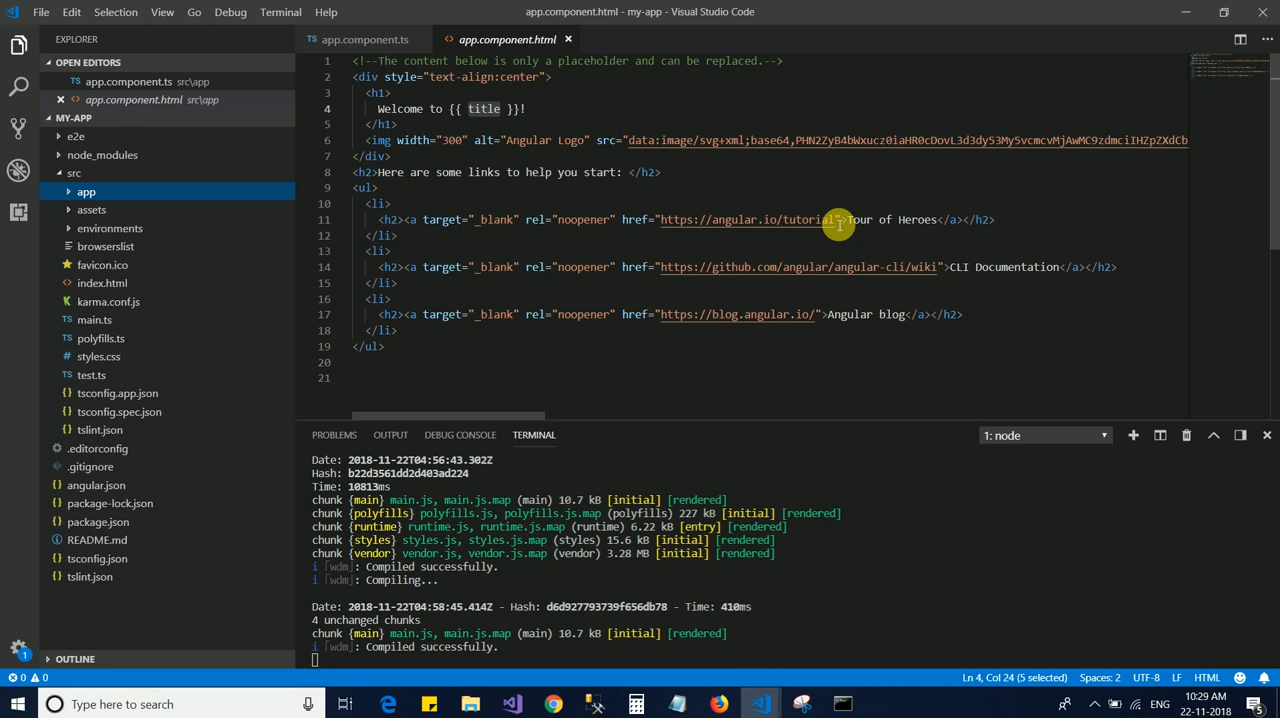 File Edit Selection View Go Debug Terminal Help
app.component.html - my-app - Visual Studio Code
EXPLORER
OPEN EDITORS
app.component.ts src\app
app.component.html src\app
MY-APP
e2e
node_modules
src
app
assets
environments
browserslist
favicon.ico
index.html
karma.conf.js
main.ts
polyfills.ts
styles.css
test.ts
tsconfig.app.json
tsconfig.spec.json
tslint.json
.editorconfig
.gitignore
angular.json
package-lock.json
package.json
README.md
tsconfig.json
tslint.json
OUTLINE
app.component.ts
app.component.html
1 <!--The content below is only a placeholder and can be replaced.-->
2 <div style="text-align:center">
3 <h1>
4 Welcome to {{ title }}!
5 </h1>
6 <img width="300" alt="Angular Logo" src="data:image/svg+xml;base64,PHN2ZyB4bWxucz0iaHR0cDovL3d3dy53My5vcmcvMjAwMC9zdmciIHZpZXdCb
7 </div>
8 <h2>Here are some links to help you start: </h2>
9 <ul>
10 <li>
11 <h2><a target="_blank" rel="noopener" href="https://angular.io/tutorial">Tour of Heroes</a></h2>
12 </li>
13 <li>
14 <h2><a target="_blank" rel="noopener" href="https://github.com/angular/angular-cli/wiki">CLI Documentation</a></h2>
15 </li>
16 <li>
17 <h2><a target="_blank" rel="noopener" href="https://blog.angular.io/">Angular blog</a></h2>
18 </li>
19 </ul>
20
21
PROBLEMS OUTPUT DEBUG CONSOLE TERMINAL
1: node
Date: 2018-11-22T04:56:43.302Z
Hash: b22d3561dd2d403ad224
Time: 10813ms
chunk {main} main.js, main.js.map (main) 10.7 kB [initial] [rendered]
chunk {polyfills} polyfills.js, polyfills.js.map (polyfills) 227 kB [initial] [rendered]
chunk {runtime} runtime.js, runtime.js.map (runtime) 6.22 kB [entry] [rendered]
chunk {styles} styles.js, styles.js.map (styles) 15.6 kB [initial] [rendered]
chunk {vendor} vendor.js, vendor.js.map (vendor) 3.28 MB [initial] [rendered]
i ｢wdm｣: Compiled successfully.
i ｢wdm｣: Compiling...
Date: 2018-11-22T04:58:45.414Z - Hash: d6d927793739f656db78 - Time: 410ms
4 unchanged chunks
chunk {main} main.js, main.js.map (main) 10.7 kB [initial] [rendered]
i ｢wdm｣: Compiled successfully.
1
0 0
Ln 4, Col 24 (5 selected) Spaces: 2 UTF-8 LF HTML
Type here to search
ENG
10:29 AM
22-11-2018
5